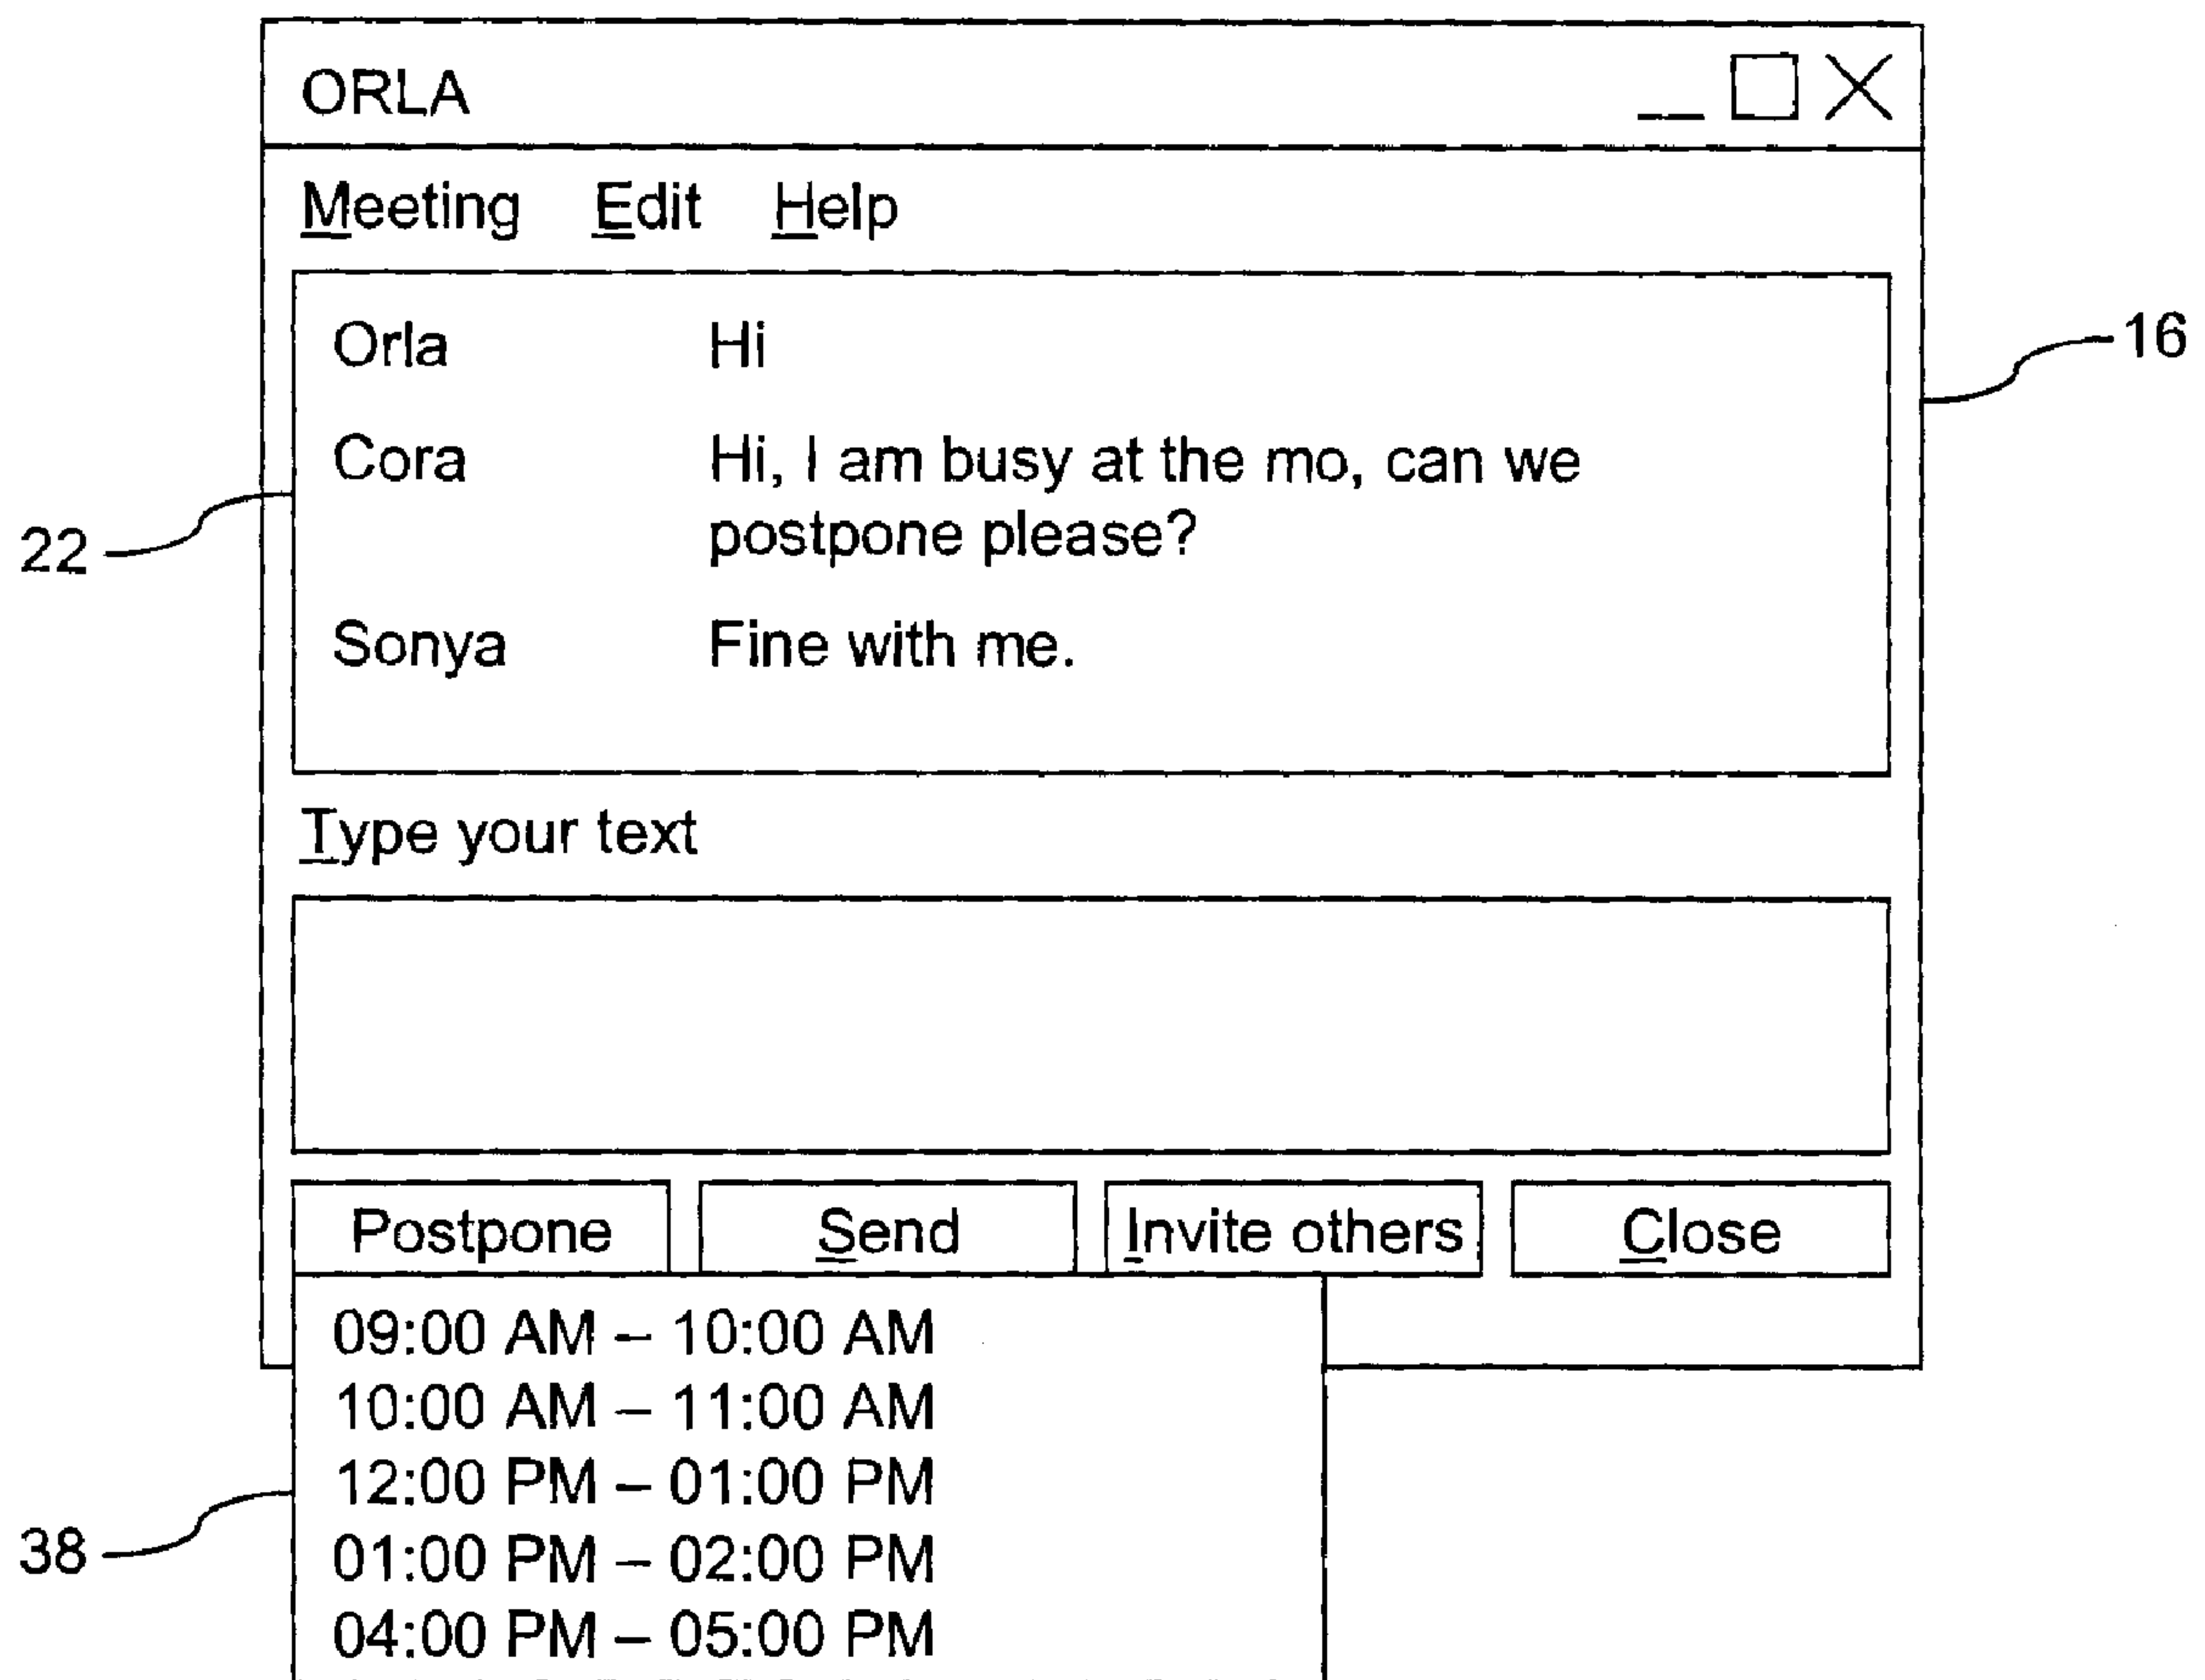 ORLA
Meeting Edit Help
Orla Hi
16
Cora Hi, I am busy at the mo, can we
postpone please?
22
Sonya Fine with me.
Type your text
Postpone Send Invite others Close
09:00 AM – 10:00 AM
10:00 AM – 11:00 AM
12:00 PM – 01:00 PM
38
01:00 PM – 02:00 PM
04:00 PM – 05:00 PM